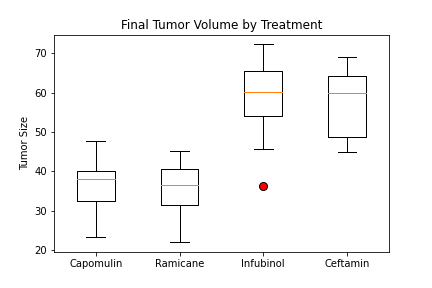 Final Tumor Volume by Treatment
70
60
50
40
30
20
Tumor Size
Capomulin Ramicane Infubinol Ceftamin